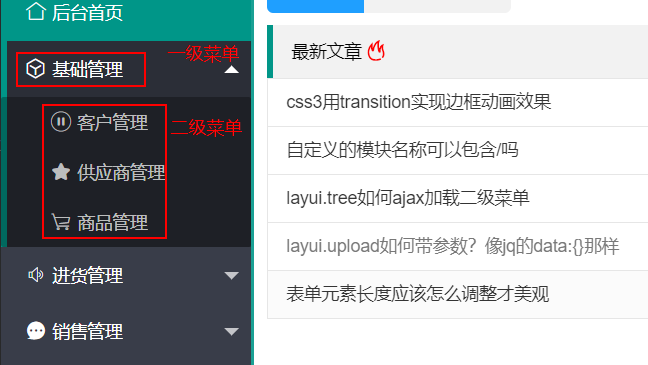 后台首页
基础管理
一级菜单
客户管理
二级菜单
供应商管理
商品管理
进货管理
销售管理
最新文章
css3用transition实现边框动画效果
自定义的模块名称可以包含/吗
layui.tree如何ajax加载二级菜单
layui.upload如何带参数？像jq的data:{}那样
表单元素长度应该怎么调整才美观